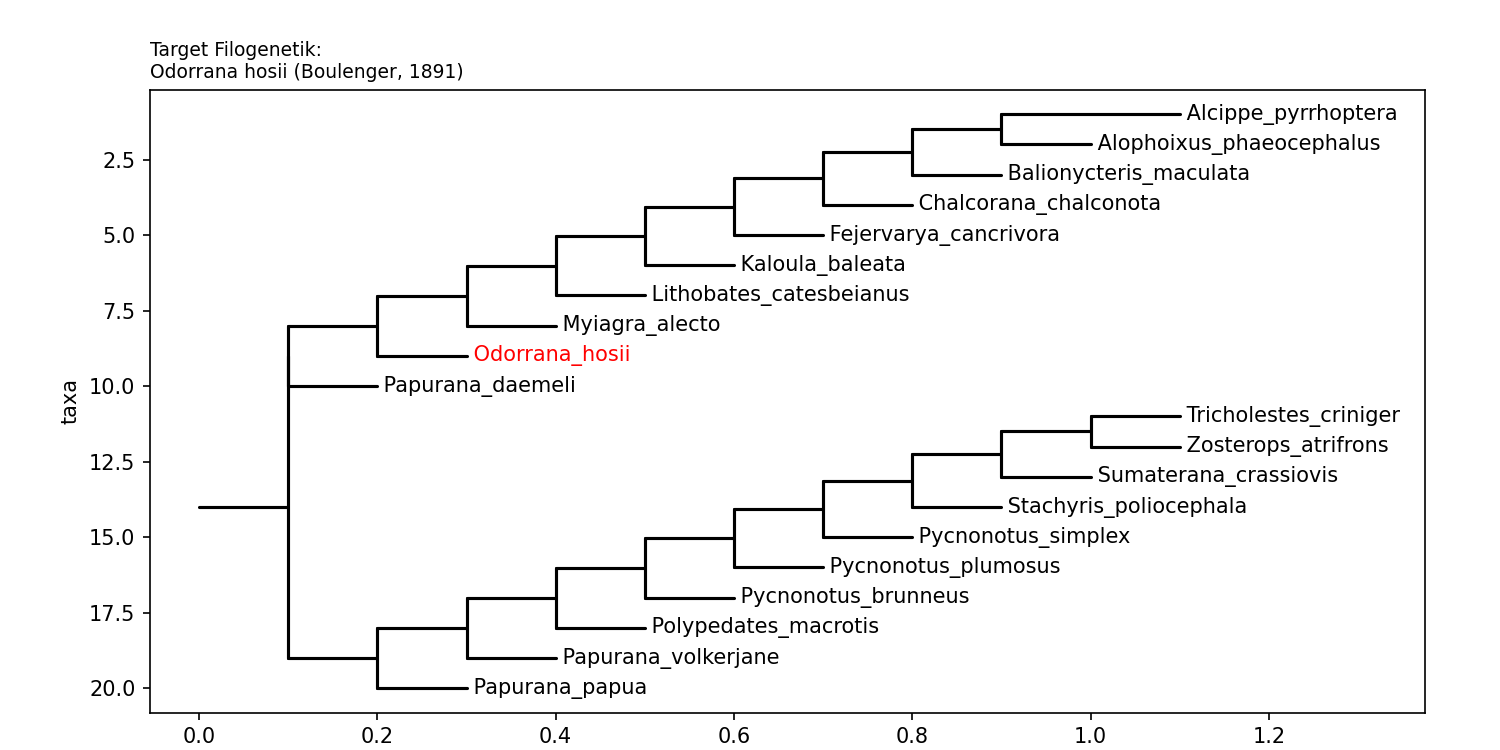 Target Filogenetik:
Odorrana hosii (Boulenger, 1891)
Alcippe_pyrrhoptera
Alophoixus_phaeocephalus
2.5
Balionycteris_maculata
Chalcorana_chalconota
5.0
Fejervarya_cancrivora
Kaloula_baleata
Lithobates_catesbeianus
7.5
Myiagra_alecto
Odorrana_hosii
10.0
Papurana_daemeli
taxa
Tricholestes_criniger
Zosterops_atrifrons
12.5
Sumaterana_crassiovis
Stachyris_poliocephala
15.0
Pycnonotus_simplex
Pycnonotus_plumosus
Pycnonotus_brunneus
17.5
Polypedates_macrotis
Papurana_volkerjane
20.0
Papurana_papua
0.0 0.2 0.4 0.6 0.8 1.0 1.2